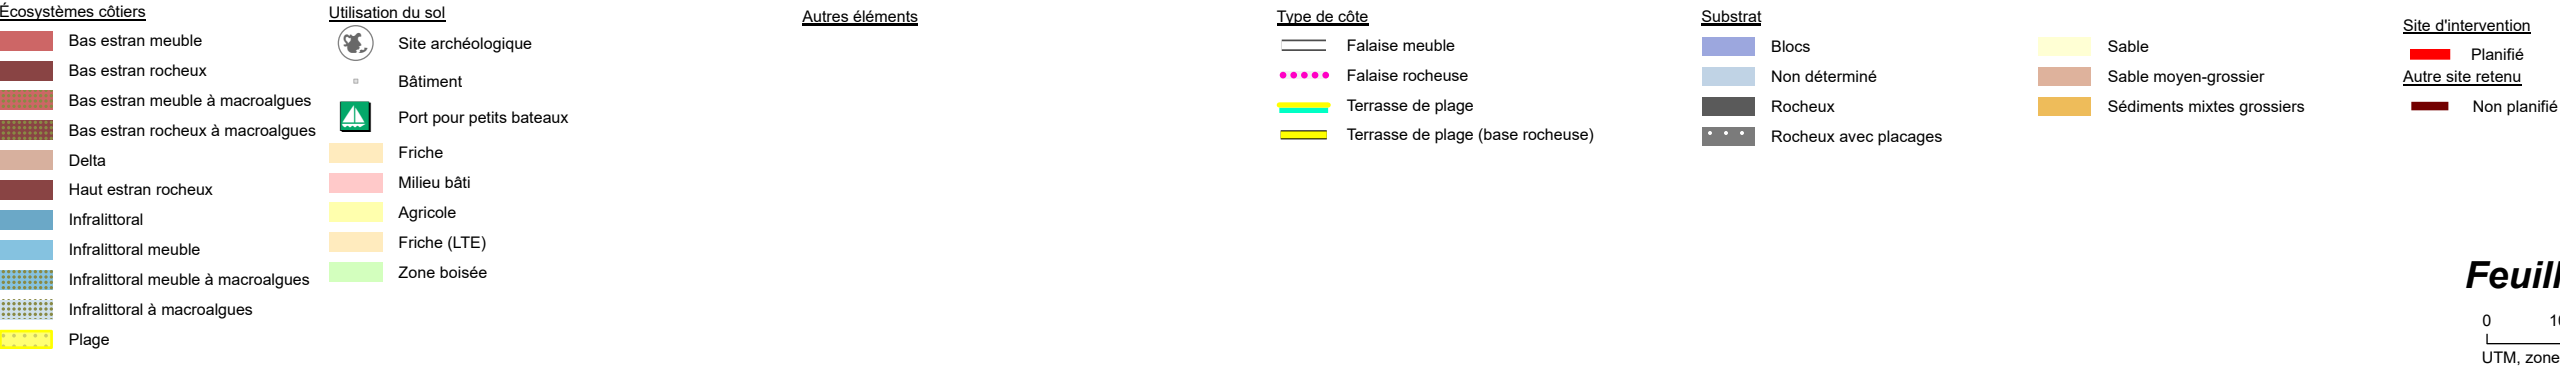 Écosystèmes côtiers
Bas estran meuble
Bas estran rocheux
Bas estran meuble à macroalgues
Bas estran rocheux à macroalgues
Delta
Haut estran rocheux
Infralittoral
Infralittoral meuble
Infralittoral meuble à macroalgues
Infralittoral à macroalgues
Plage
Utilisation du sol
Site archéologique
Bâtiment
Port pour petits bateaux
Friche
Milieu bâti
Agricole
Friche (LTE)
Zone boisée
Autres éléments
Type de côte
Falaise meuble
Falaise rocheuse
Terrasse de plage
Terrasse de plage (base rocheuse)
Substrat
Blocs
Non déterminé
Rocheux
Rocheux avec placages
Sable
Sable moyen-grossier
Sédiments mixtes grossiers
Site d'intervention
Planifié
Autre site retenu
Non planifié
0
UTM, zone